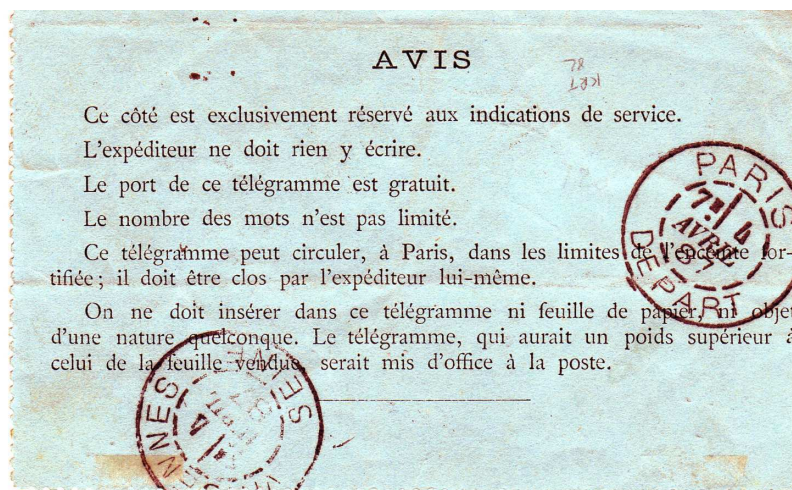 AVIS
Ce côté est exclusivement réservé aux indications de service.
L'expéditeur ne doit rien y écrire.
Le port de ce télégramme est gratuit.
Le nombre des mots n'est pas limité.
Ce télégramme peut circuler, à Paris, dans les limites de l'enceinte for-
tifiée; il doit être clos par l'expéditeur lui-même.
On ne doit insérer dans ce télégramme ni feuille de papier, ni objet
d'une nature quelconque. Le télégramme, qui aurait un poids supérieur à
celui de la feuille vendue, serait mis d'office à la poste.
PARIS
4
AVRIL
DEPART